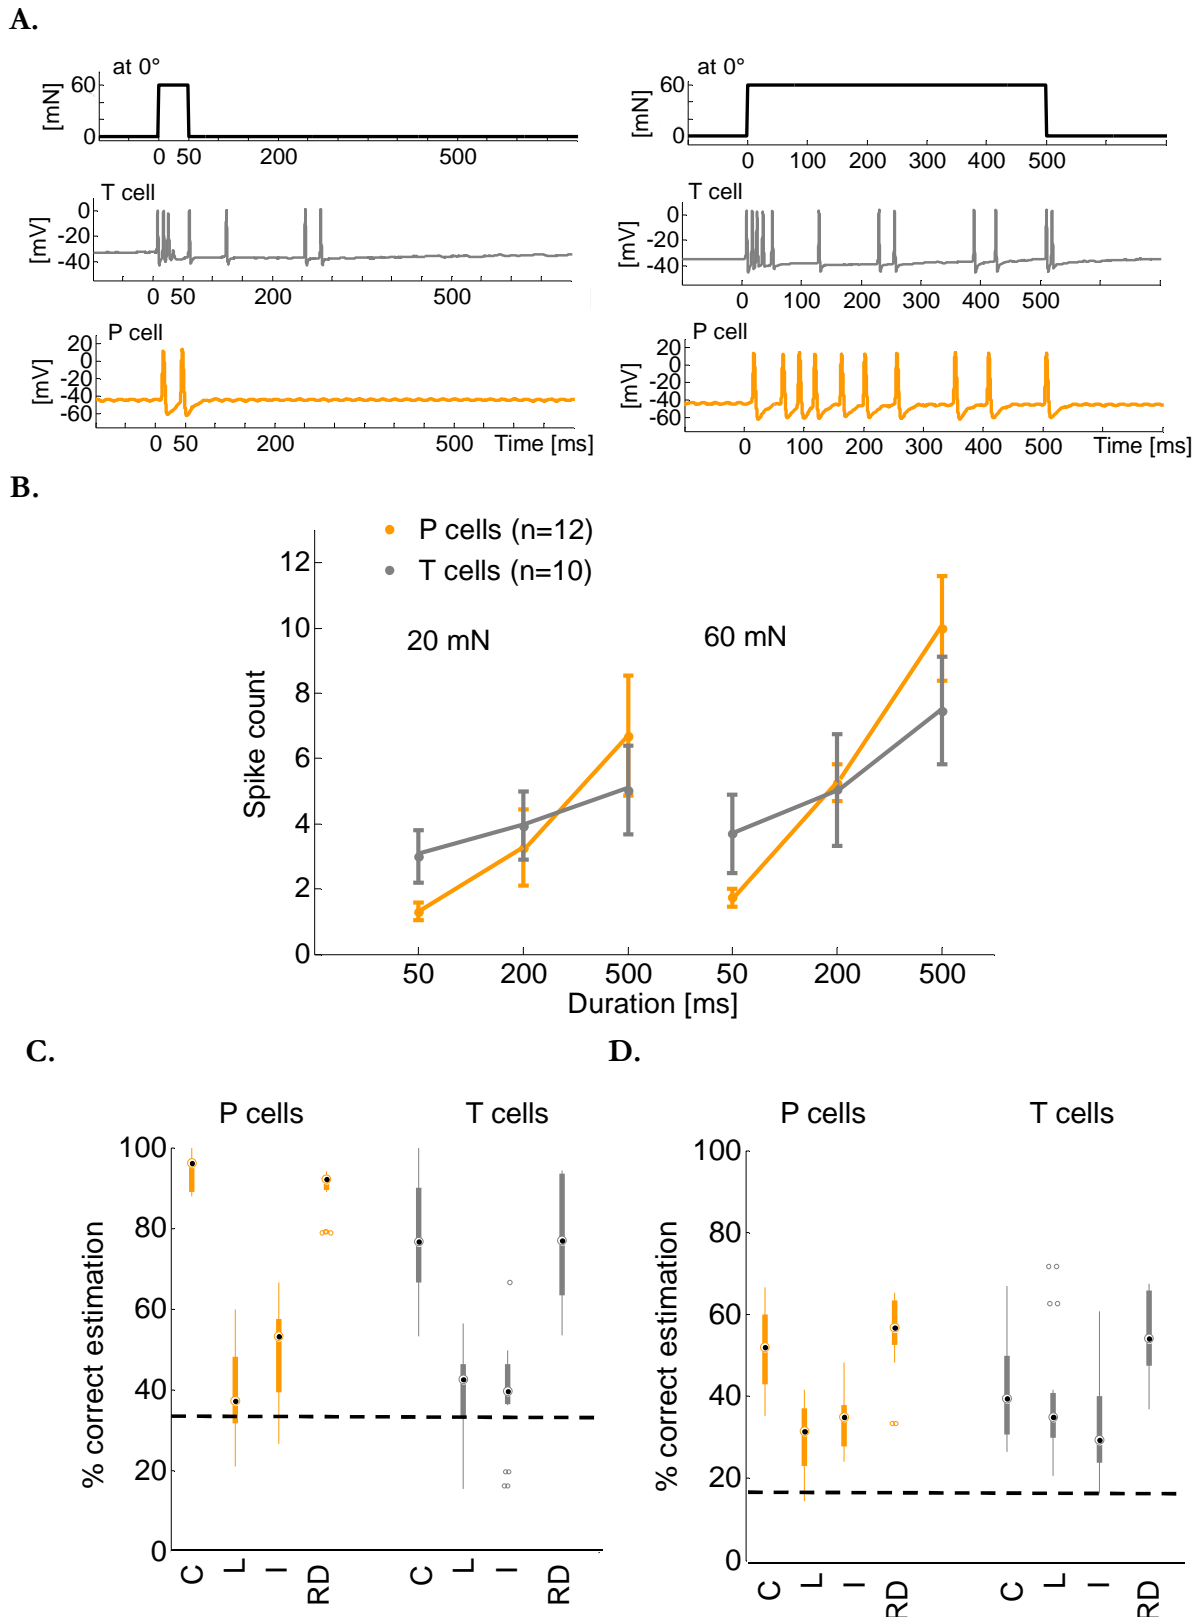 A.
at 0°
[mN]
60
0
0 50 200 500
T cell
[mV]
0
-20
-40
0 50 200 500
P cell
[mV]
20
0
-20
-40
-60
0 50 200 500 Time [ms]
at 0°
[mN]
60
0
0 100 200 300 400 500
T cell
[mV]
0
-20
-40
0 100 200 300 400 500
P cell
[mV]
20
0
-20
-40
-60
0 100 200 300 400 500 Time [ms]
B.
P cells (n=12)
T cells (n=10)
20 mN 60 mN
Spike count
12
10
8
6
4
2
0
50 200 500 50 200 500
Duration [ms]
C.
P cells T cells
% correct estimation
100
80
60
40
20
0
C L I RD C L I RD
D.
P cells T cells
% correct estimation
100
80
60
40
20
0
C L I RD C L I RD